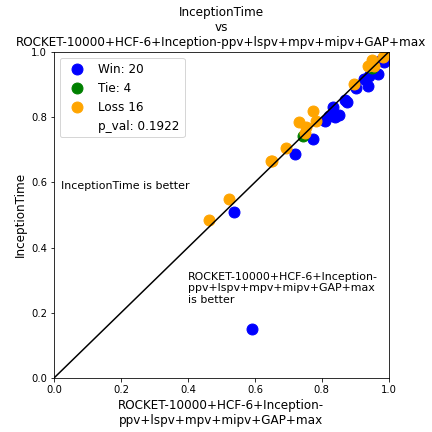 InceptionTime
vs
ROCKET-10000+HCF-6+Inception-ppv+lspv+mpv+mipv+GAP+max
1.0
0.8
0.6
0.4
0.2
0.0
InceptionTime
Win: 20
Tie: 4
Loss 16
p_val: 0.1922
InceptionTime is better
ROCKET-10000+HCF-6+Inception-
ppv+lspv+mpv+mipv+GAP+max
is better
0.0 0.2 0.4 0.6 0.8 1.0
ROCKET-10000+HCF-6+Inception-
ppv+lspv+mpv+mipv+GAP+max